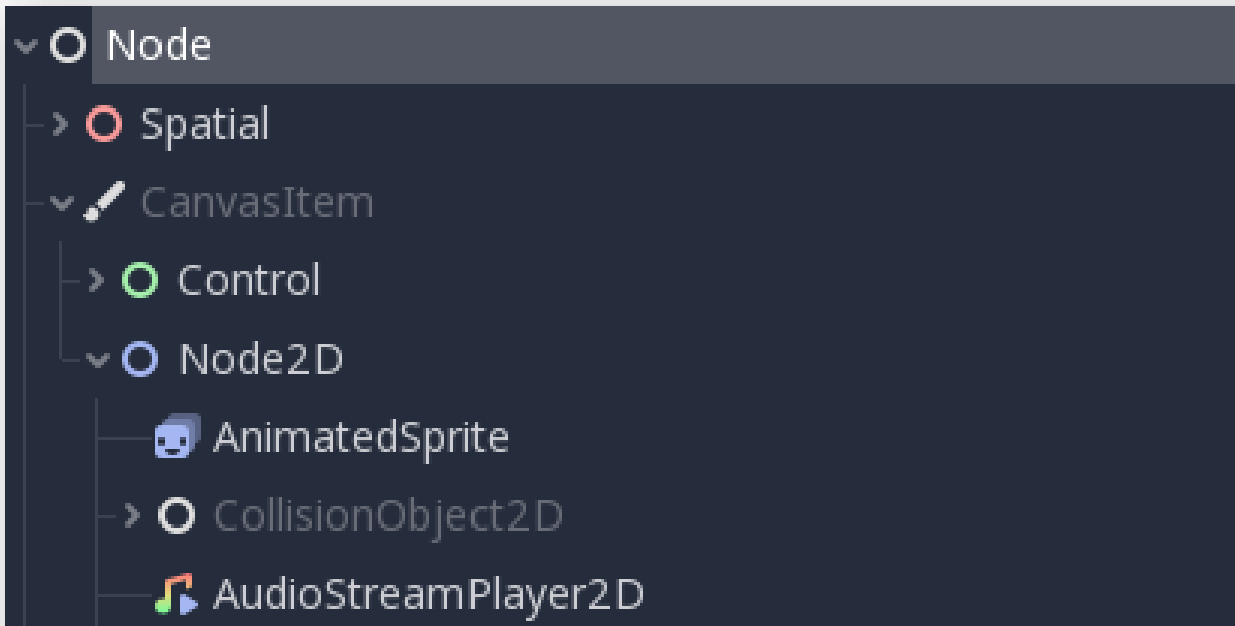 Node
Spatial
CanvasItem
Control
Node2D
AnimatedSprite
CollisionObject2D
AudioStreamPlayer2D